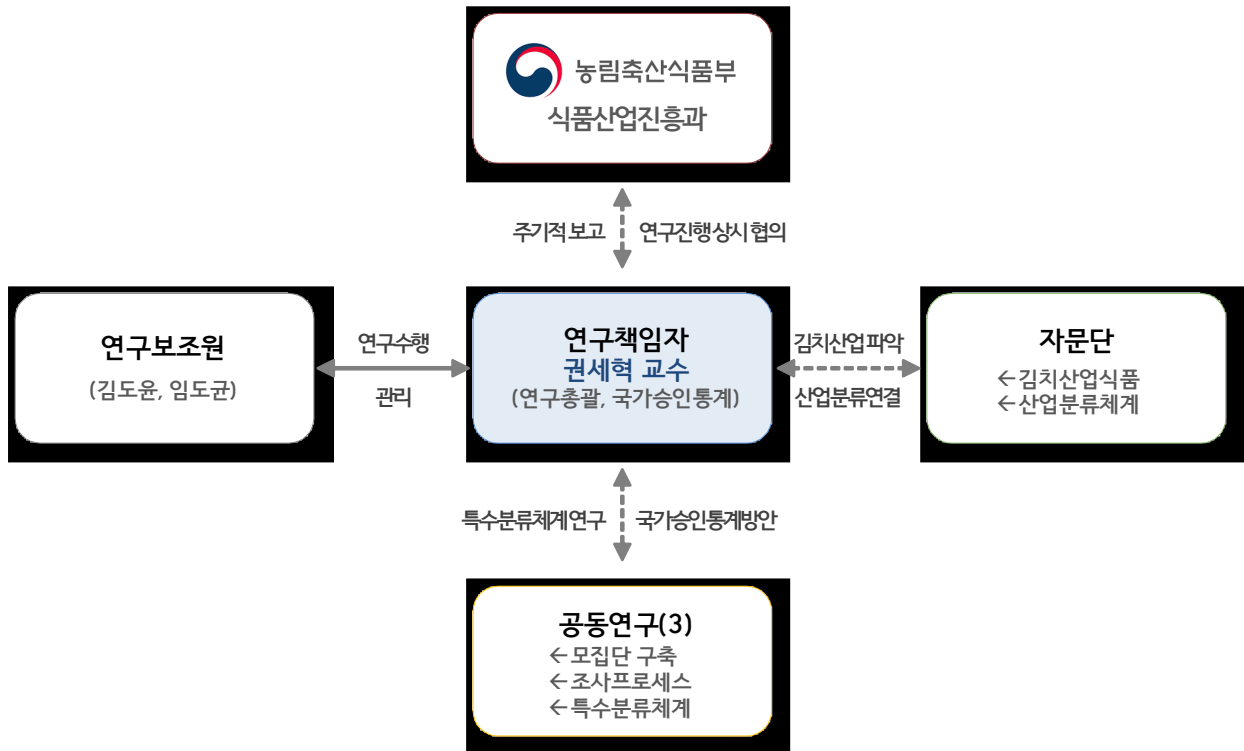 농림축산식품부
식품산업진흥과
주기적 보고
연구진행 상시 협의
연구보조원
(김도윤, 임도균)
연구수행
관리
연구책임자
권세혁 교수
(연구총괄, 국가승인통계)
김치산업 파악
산업분류연결
자문단
←김치산업식품
←산업분류체계
특수분류체계 연구
국가승인통계방안
공동연구(3)
←모집단 구축
←조사프로세스
←특수분류체계